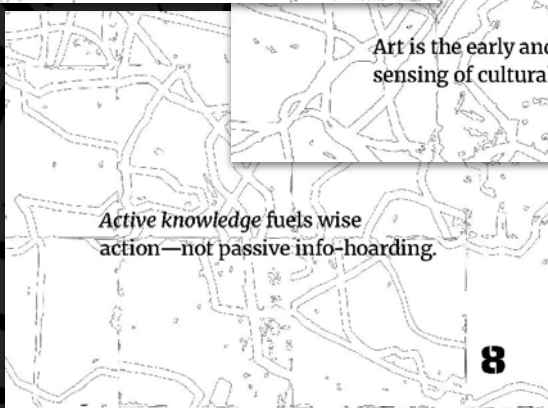 Art is the early and
sensing of cultural
Active knowledge fuels wise
action—not passive info-hoarding.
8